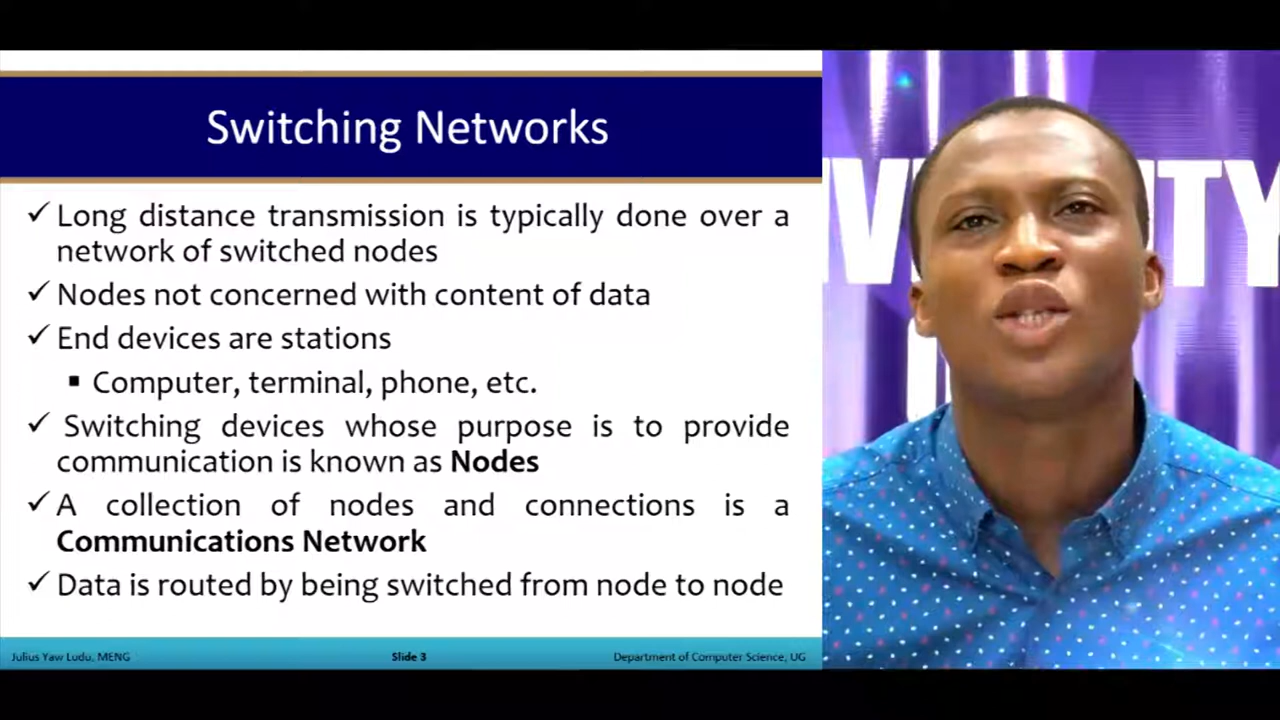 Switching Networks
✓ Long distance transmission is typically done over a
network of switched nodes
✓ Nodes not concerned with content of data
✓ End devices are stations
▪ Computer, terminal, phone, etc.
✓ Switching devices whose purpose is to provide
communication is known as Nodes
✓ A collection of nodes and connections is a
Communications Network
✓ Data is routed by being switched from node to node
Julius Yaw Ludu, MENG
Slide 3
Department of Computer Science, UG